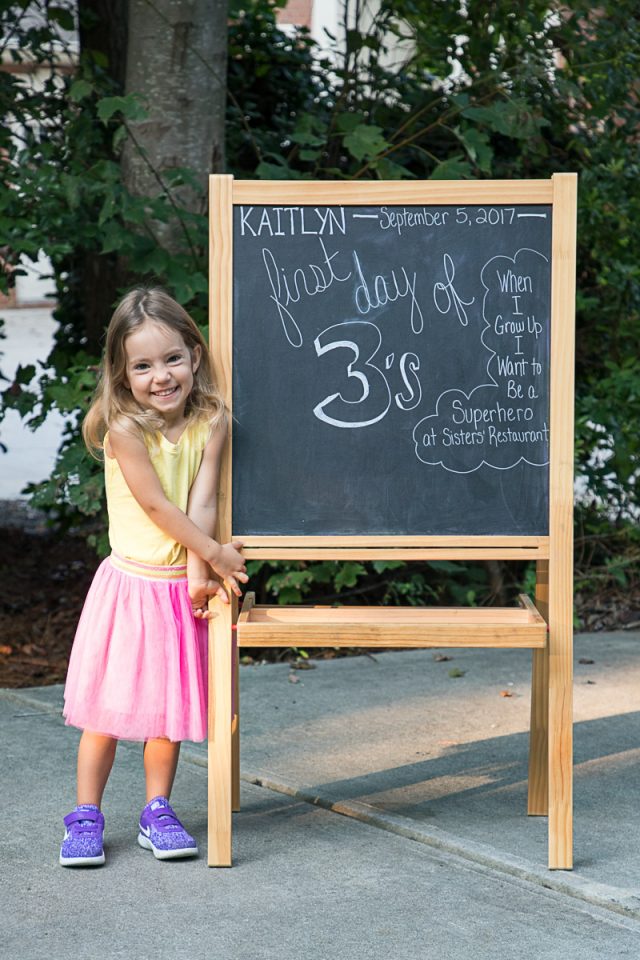 KAITLYN — September 5, 2017 —
first day of
3's
When
I
Grow Up
I
Want to
Be a
Superhero
at Sisters' Restaurant